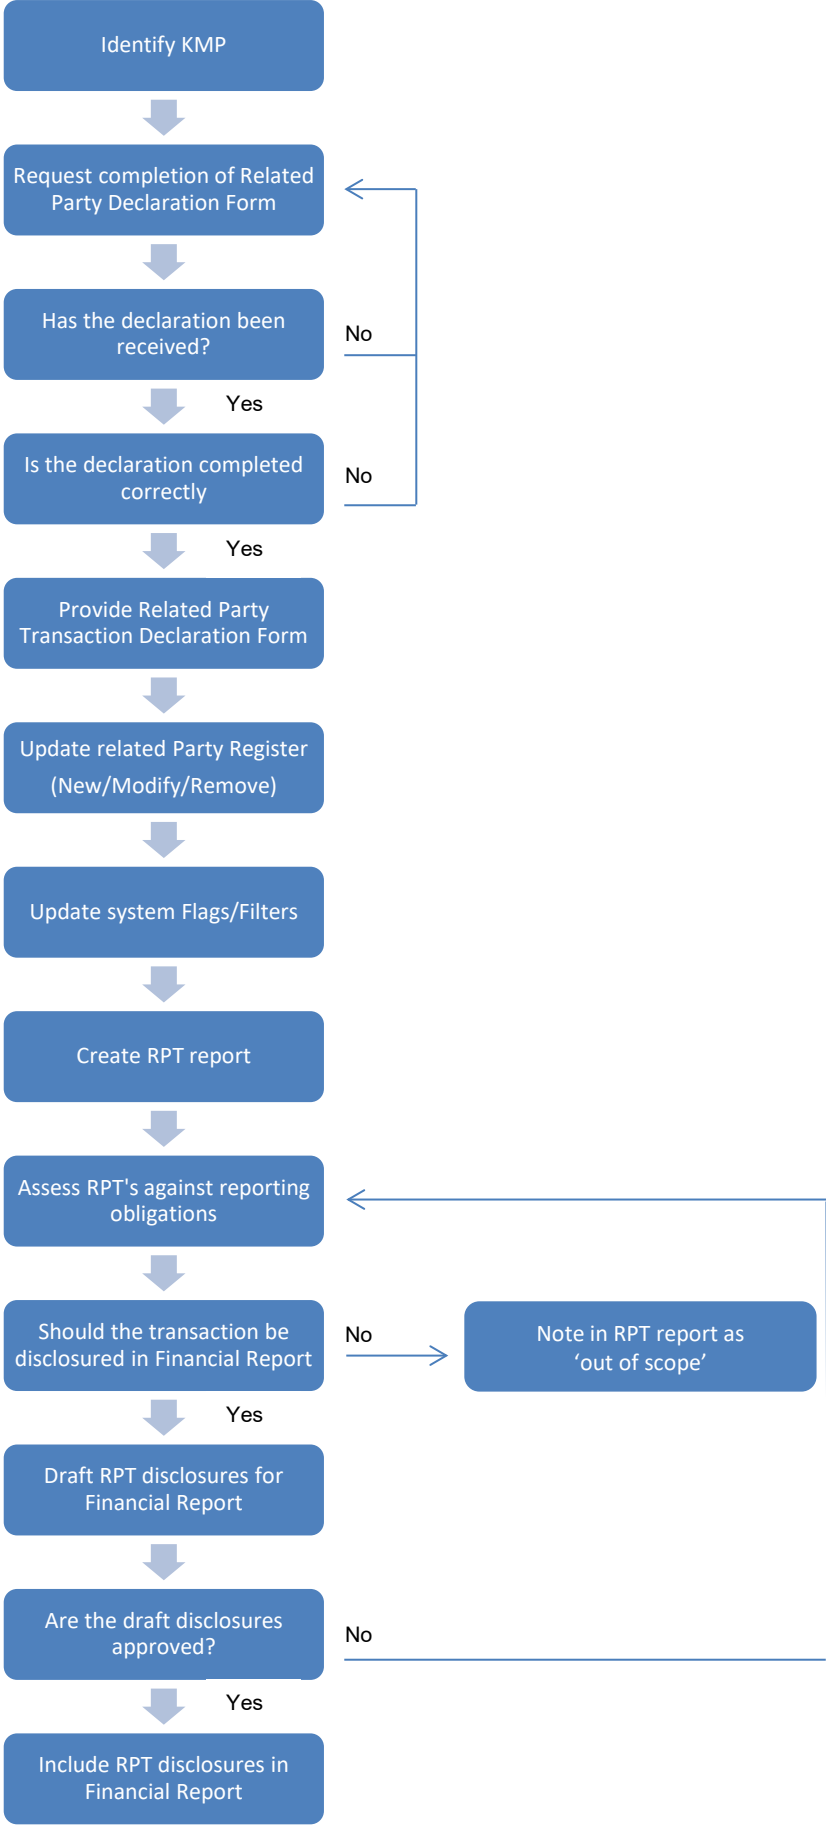 Identify KMP
Request completion of Related
Party Declaration Form
Has the declaration been
received?
No
Yes
Is the declaration completed
correctly
No
Yes
Provide Related Party
Transaction Declaration Form
Update related Party Register
(New/Modify/Remove)
Update system Flags/Filters
Create RPT report
Assess RPT's against reporting
obligations
Should the transaction be
disclosured in Financial Report
No
Note in RPT report as
‘out of scope’
Yes
Draft RPT disclosures for
Financial Report
Are the draft disclosures
approved?
No
Yes
Include RPT disclosures in
Financial Report